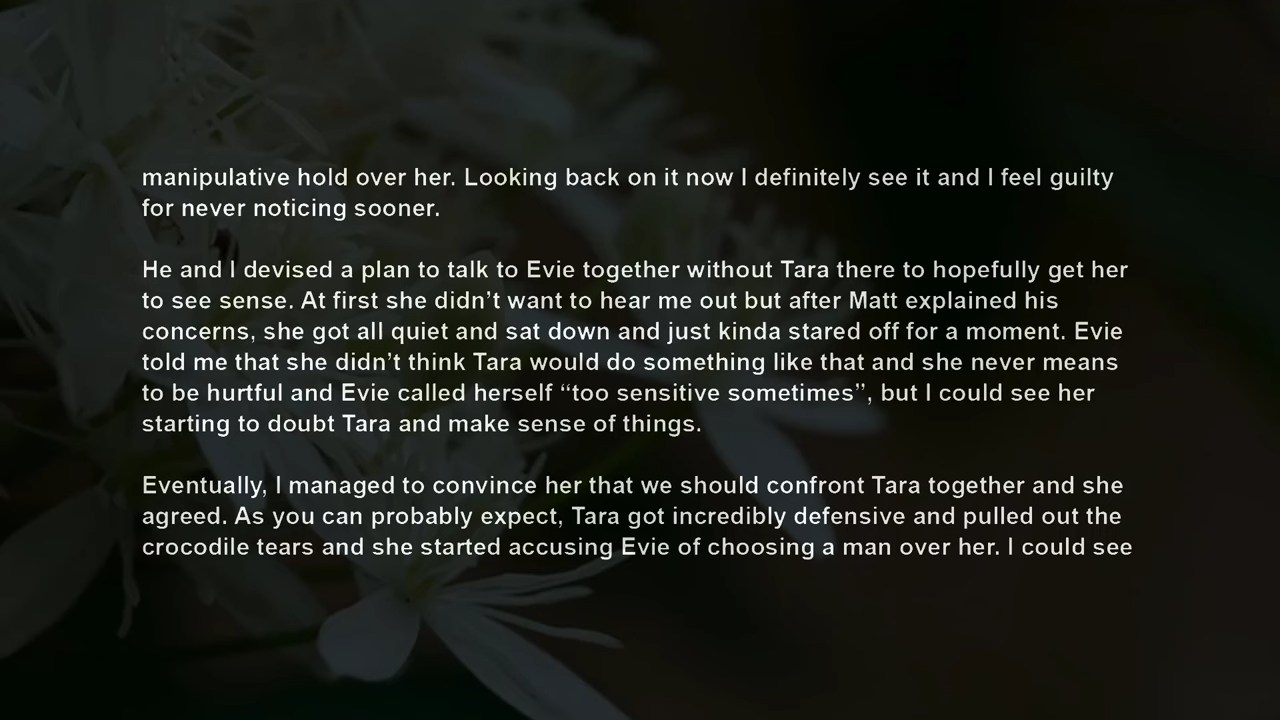 manipulative hold over her. Looking back on it now I definitely see it and I feel guilty
for never noticing sooner.
He and I devised a plan to talk to Evie together without Tara there to hopefully get her
to see sense. At first she didn’t want to hear me out but after Matt explained his
concerns, she got all quiet and sat down and just kinda stared off for a moment. Evie
told me that she didn’t think Tara would do something like that and she never means
to be hurtful and Evie called herself “too sensitive sometimes”, but I could see her
starting to doubt Tara and make sense of things.
Eventually, I managed to convince her that we should confront Tara together and she
agreed. As you can probably expect, Tara got incredibly defensive and pulled out the
crocodile tears and she started accusing Evie of choosing a man over her. I could see